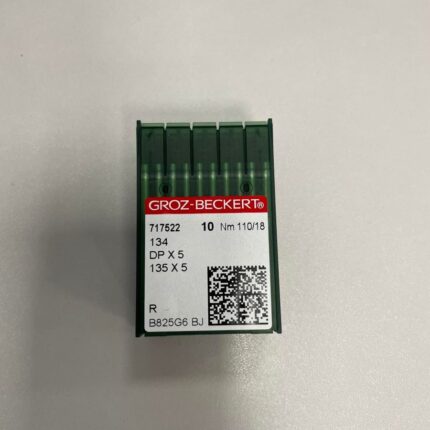 GROZ-BECKERT®
717522 10 Nm 110/18
134
DP X 5
135 X 5
R
B825G6 BJ